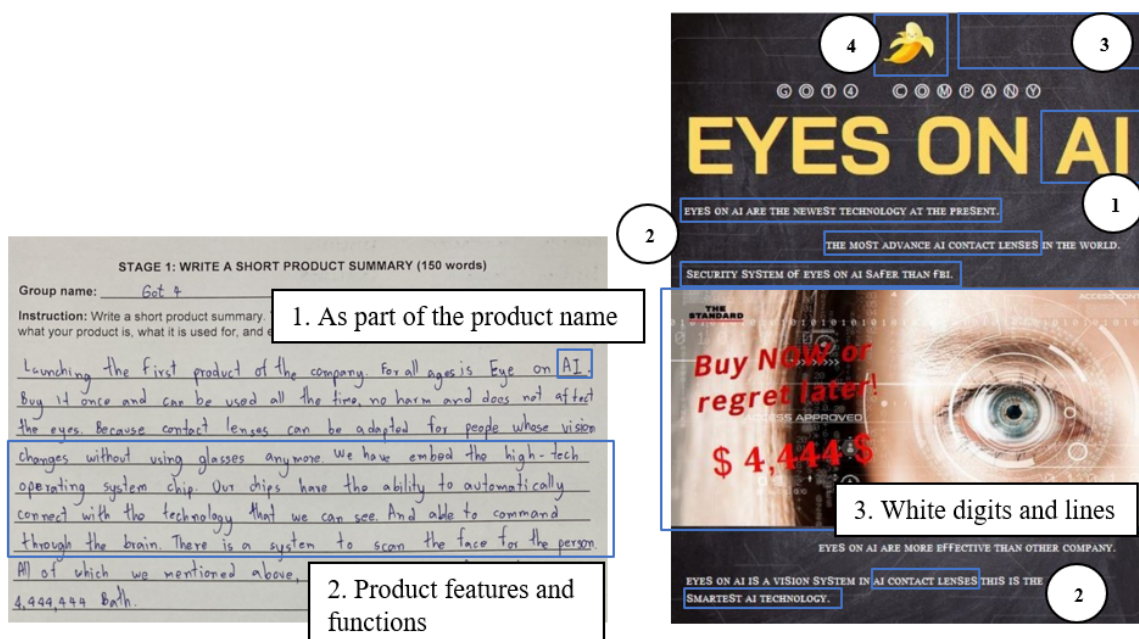 STAGE 1: WRITE A SHORT PRODUCT SUMMARY (150 words)
Group name: Got 4
Instruction: Write a short product summary.
what your product is, what it is used for, and
1. As part of the product name
Launching the first product of the company. For all ages is Eye on AI.
Buy it once and can be used all the time, no harm and does not affect
the eyes. Because contact lenses can be adapted for people whose vision
changes without using glasses anymore. We have embed the high-tech
operating system chip. Our chips have the ability to automatically
connect with the technology that we can see. And able to command
through the brain. There is a system to scan the face for the person.
All of which we mentioned above,
4,444,444 Bath.
2. Product features and
functions
4
3
GOT4 COMPANY
EYES ON AI
1
EYES ON AI ARE THE NEWEST TECHNOLOGY AT THE PRESENT.
2
THE MOST ADVANCE AI CONTACT LENSES IN THE WORLD.
SECURITY SYSTEM OF EYES ON AI SAFER THAN FBI.
THE
STANDARD
ACCESS
Buy NOW or
regret later!
ACCESS APPROVED
$ 4,444 $
3. White digits and lines
EYES ON AI ARE MORE EFFECTIVE THAN OTHER COMPANY.
EYES ON AI IS A VISION SYSTEM IN AI CONTACT LENSES THIS IS THE
SMARTEST AI TECHNOLOGY.
2